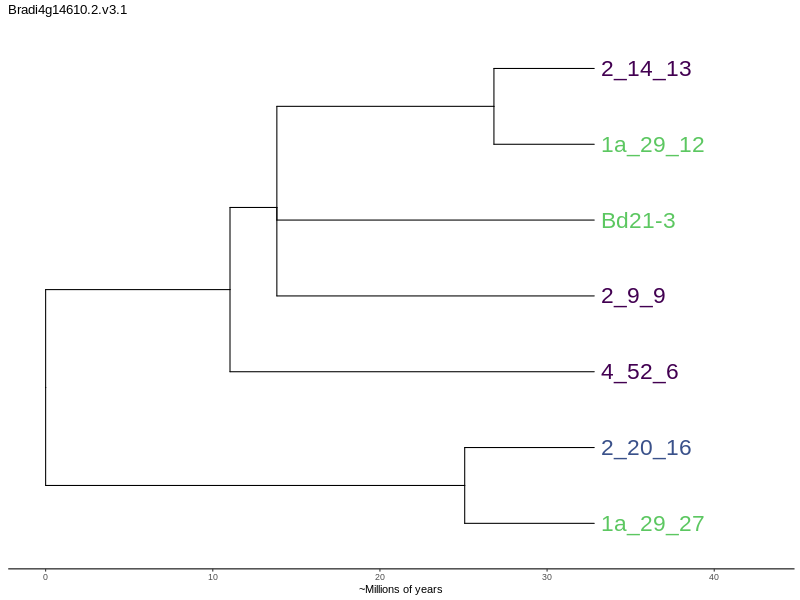 Bradi4g14610.2.v3.1
2_14_13
1a_29_12
Bd21-3
2_9_9
4_52_6
2_20_16
1a_29_27
0 10 20 30 40
~Millions of years